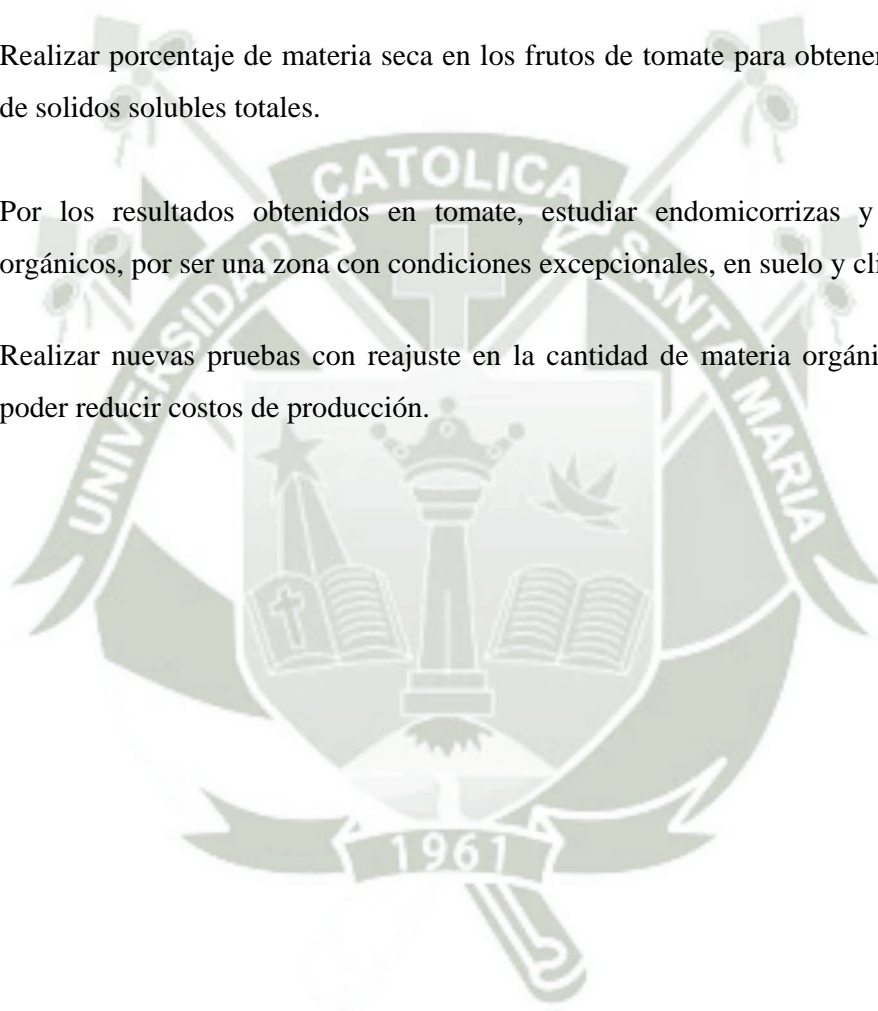 Realizar porcentaje de materia seca en los frutos de tomate para obtener
de solidos solubles totales.
Por los resultados obtenidos en tomate, estudiar endomicorrizas y
orgánicos, por ser una zona con condiciones excepcionales, en suelo y cli
Realizar nuevas pruebas con reajuste en la cantidad de materia orgáni
poder reducir costos de producción.
UNIVERSIDAD CATOLICA SANTA MARIA
1961